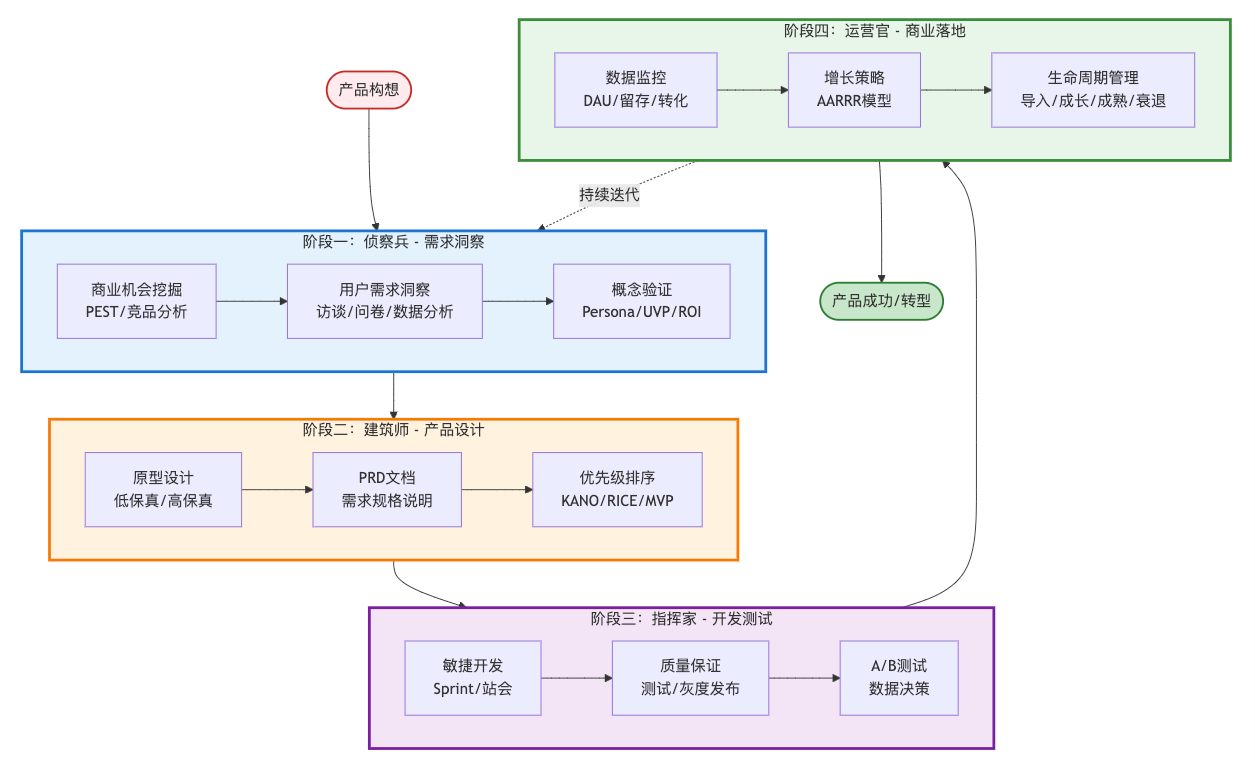 产品构想
阶段四：运营官 - 商业落地
数据监控
DAU/留存/转化
增长策略
AARRR模型
生命周期管理
导入/成长/成熟/衰退
持续迭代
阶段一：侦察兵 - 需求洞察
商业机会挖掘
PEST/竞品分析
用户需求洞察
访谈/问卷/数据分析
概念验证
Persona/UVP/ROI
产品成功/转型
阶段二：建筑师 - 产品设计
原型设计
低保真/高保真
PRD文档
需求规格说明
优先级排序
KANO/RICE/MVP
阶段三：指挥家 - 开发测试
敏捷开发
Sprint/站会
质量保证
测试/灰度发布
A/B测试
数据决策